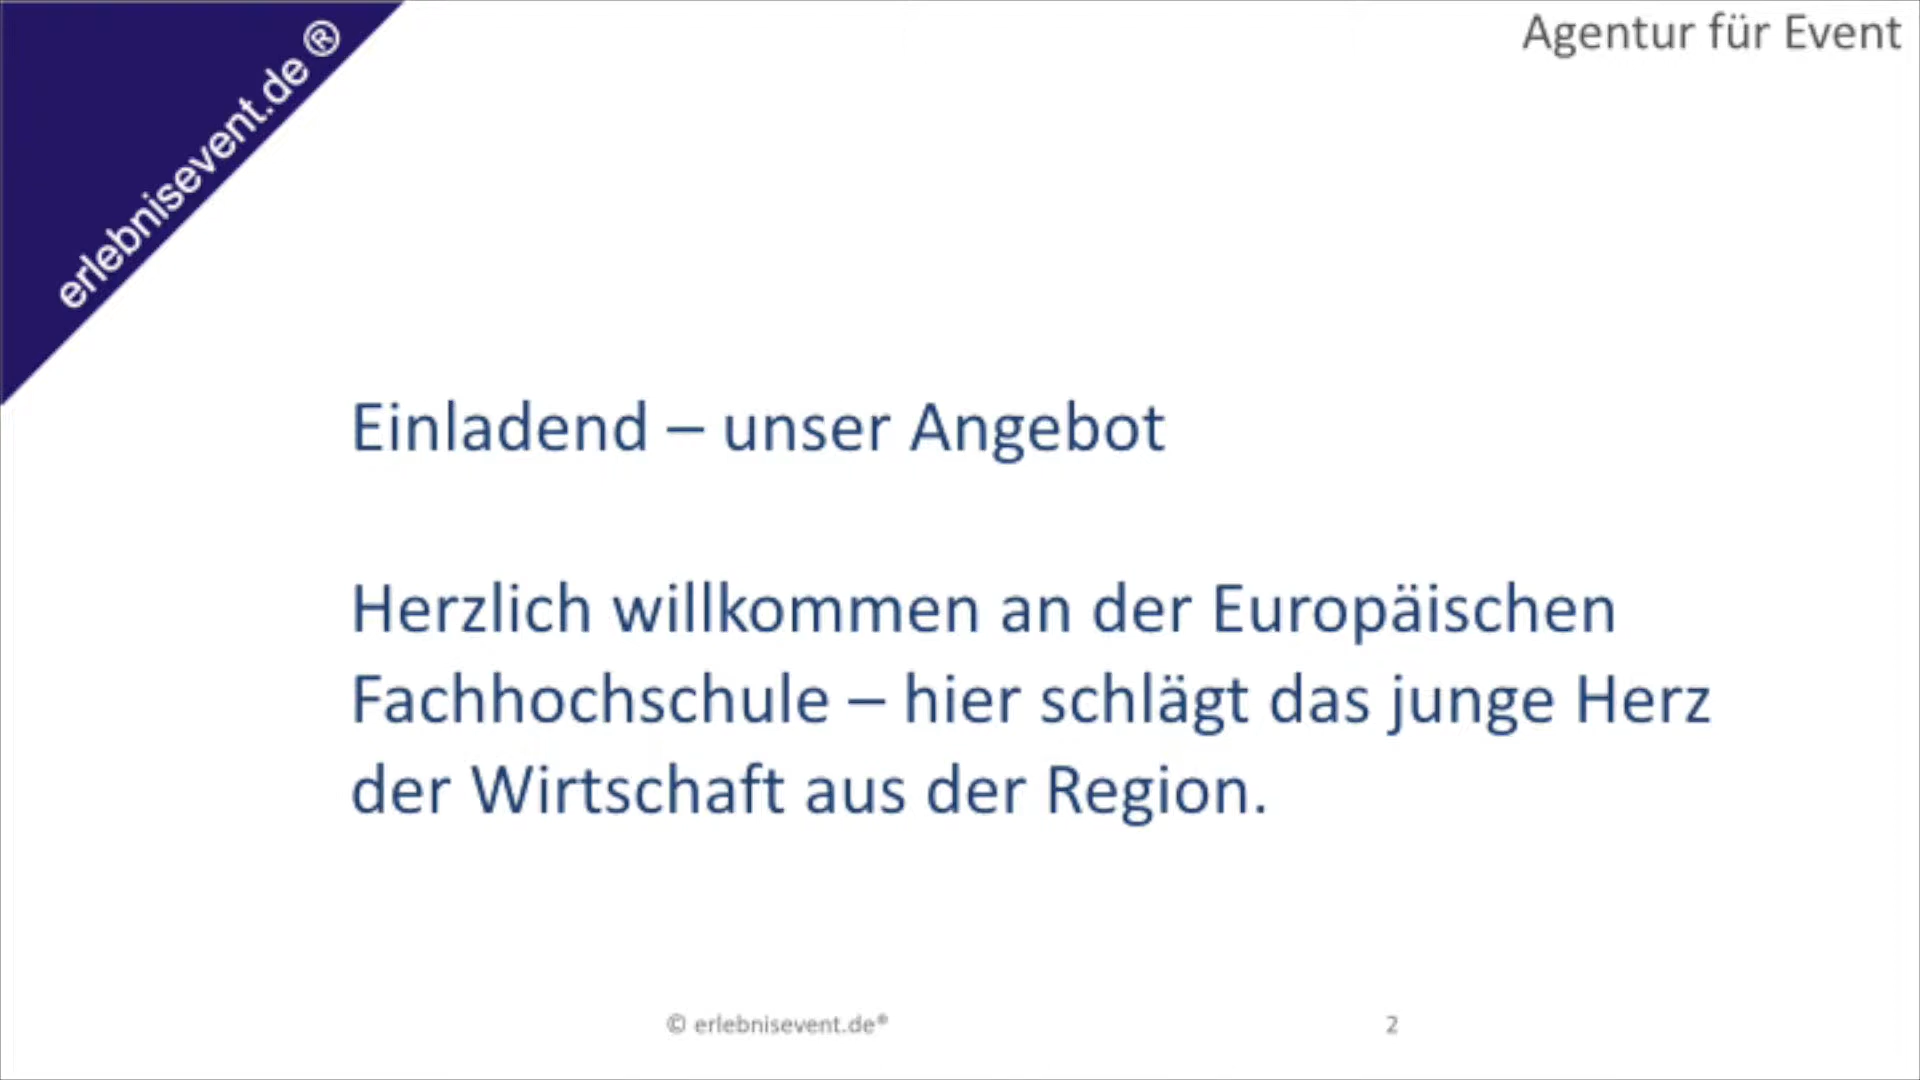 erlebnisevent.de ®
Agentur für Event
Einladend – unser Angebot
Herzlich willkommen an der Europäischen
Fachhochschule – hier schlägt das junge Herz
der Wirtschaft aus der Region.
© erlebnisevent.de®
2